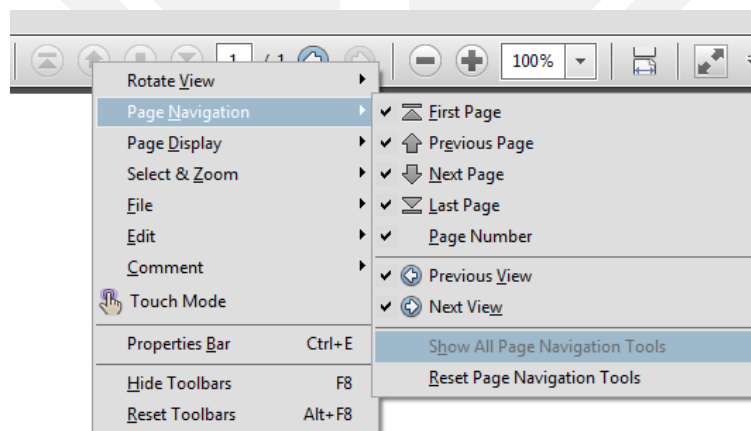 1 / 1
100%
Rotate View
Page Navigation
Page Display
Select & Zoom
File
Edit
Comment
Touch Mode
Properties Bar Ctrl+E
Hide Toolbars F8
Reset Toolbars Alt+F8
First Page
Previous Page
Next Page
Last Page
Page Number
Previous View
Next View
Show All Page Navigation Tools
Reset Page Navigation Tools